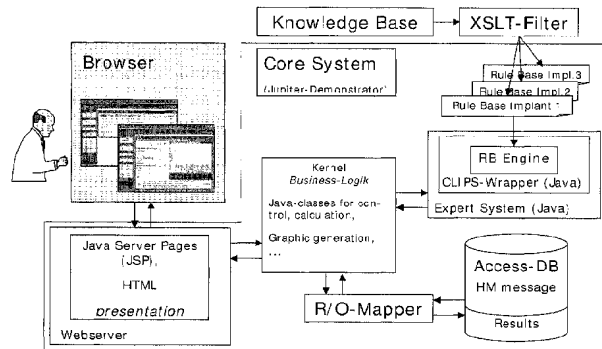 Knowledge Base
XSLT-Filter
Browser
Core System
(Jupiter-Demonstrator)
Rule Base Impl.3
Rule Base Impl.2
Rule Base Implant 1
RB Engine
CLIPS-Wrapper (Java)
Expert System (Java)
Kernel
Business-Logik
Java-classes for con-
trol, calculation,
Graphic generation,
...
Java Server Pages
(JSP),
HTML
presentation
Webserver
R/O-Mapper
Access-DB
HM message
Results